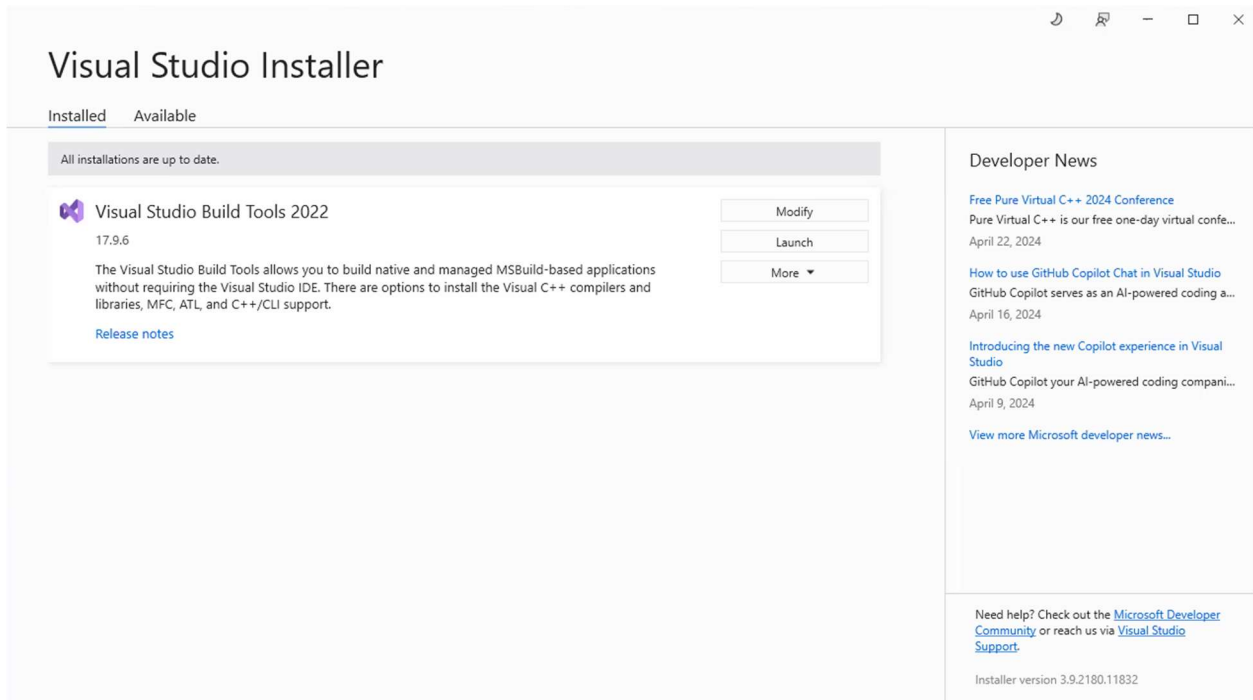 Visual Studio Installer
Installed Available
All installations are up to date.
Visual Studio Build Tools 2022
17.9.6
The Visual Studio Build Tools allows you to build native and managed MSBuild-based applications
without requiring the Visual Studio IDE. There are options to install the Visual C++ compilers and
libraries, MFC, ATL, and C++/CLI support.
Release notes
Modify
Launch
More
Developer News
Free Pure Virtual C++ 2024 Conference
Pure Virtual C++ is our free one-day virtual confe...
April 22, 2024
How to use GitHub Copilot Chat in Visual Studio
GitHub Copilot serves as an AI-powered coding a...
April 16, 2024
Introducing the new Copilot experience in Visual
Studio
GitHub Copilot your AI-powered coding compani...
April 9, 2024
View more Microsoft developer news...
Need help? Check out the Microsoft Developer
Community or reach us via Visual Studio
Support.
Installer version 3.9.2180.11832